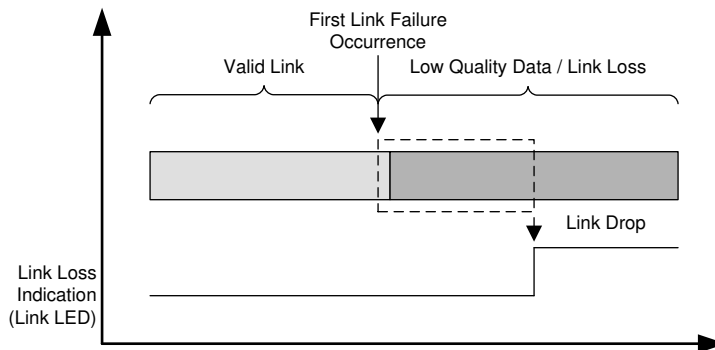 First Link Failure
Occurrence
Valid Link
Low Quality Data / Link Loss
Link Drop
Link Loss
Indication
(Link LED)